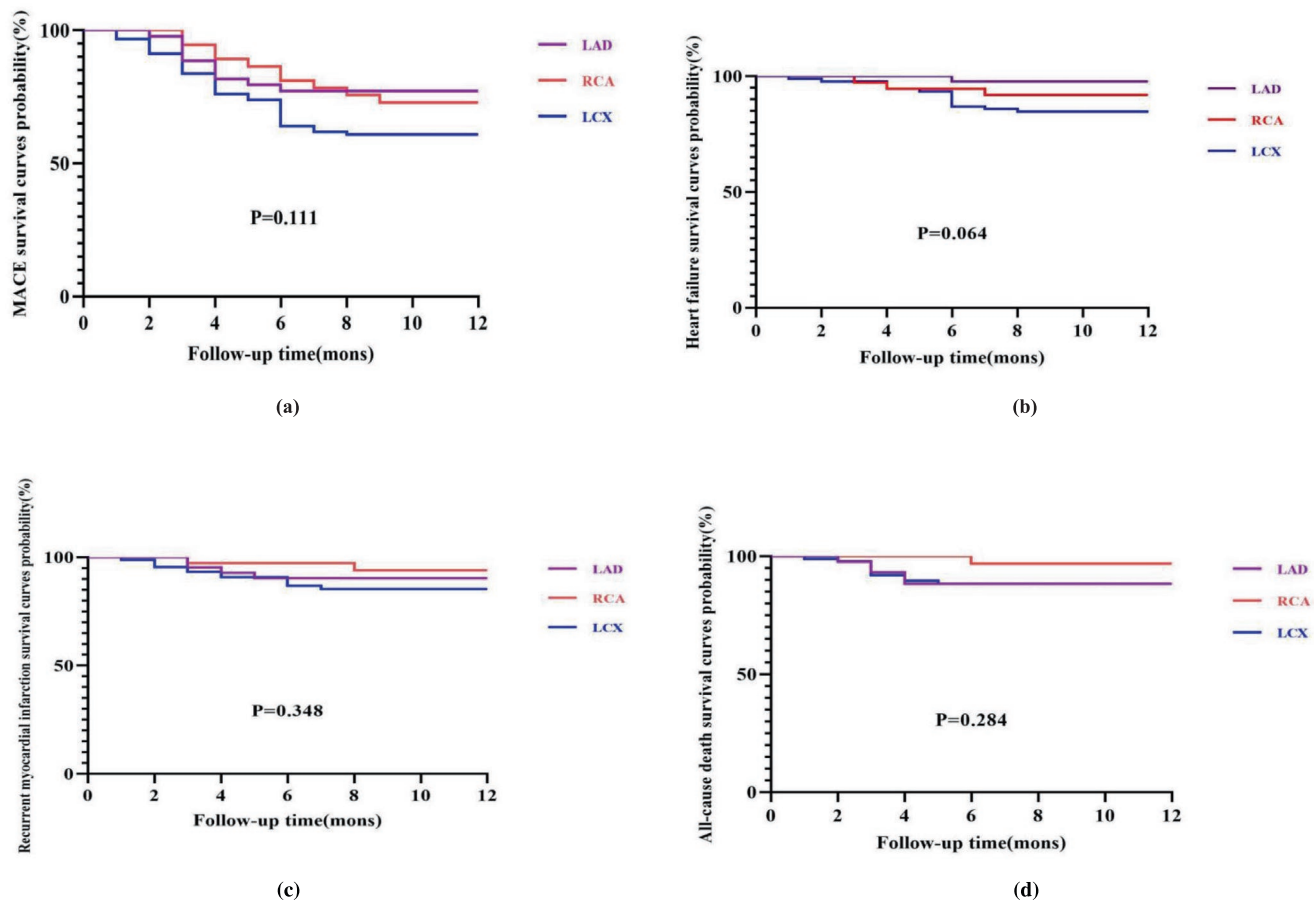 MACE survival curves probability(%)
100
50
0
0 2 4 6 8 10 12
P=0.111
LAD
RCA
LCX
Follow-up time(mons)
(a)
Heart failure survival curves probability(%)
100
50
0
0 2 4 6 8 10 12
P=0.064
LAD
RCA
LCX
Follow-up time(mons)
(b)
Recurrent myocardial infarction survival curves probability(%)
100
50
0
0 2 4 6 8 10 12
P=0.348
LAD
RCA
LCX
Follow-up time(mons)
(c)
All-cause death survival curves probability(%)
100
50
0
0 2 4 6 8 10 12
P=0.284
LAD
RCA
LCX
Follow-up time(mons)
(d)